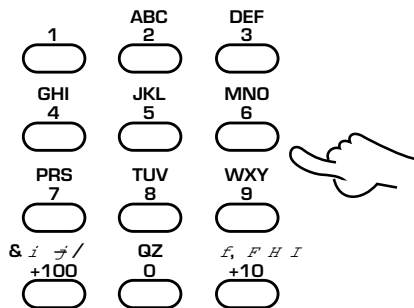 ABC DEF
1 2 3
GHI JKL MNO
4 5 6
PRS TUV WXY
7 8 9
& i j / QZ f, F H I
+100 0 +10